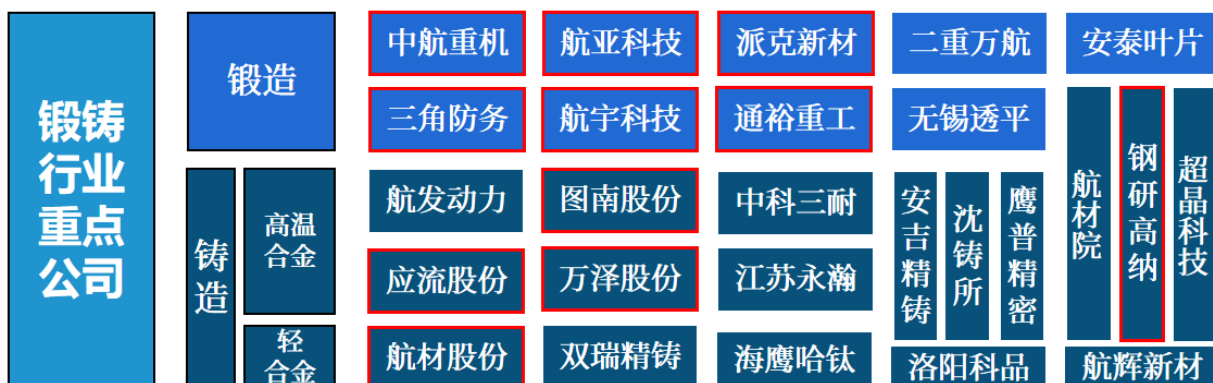 锻铸
行业
重点
公司
锻造
中航重机
航亚科技
派克新材
二重万航
安泰叶片
三角防务
航宇科技
通裕重工
无锡透平
铸造
高温
合金
航发动力
图南股份
中科三耐
安吉精铸
沈铸所
鹰普精密
航材院
钢研高纳
超晶科技
应流股份
万泽股份
江苏永瀚
轻
合金
航材股份
双瑞精铸
海鹰哈钛
洛阳科品
航辉新材